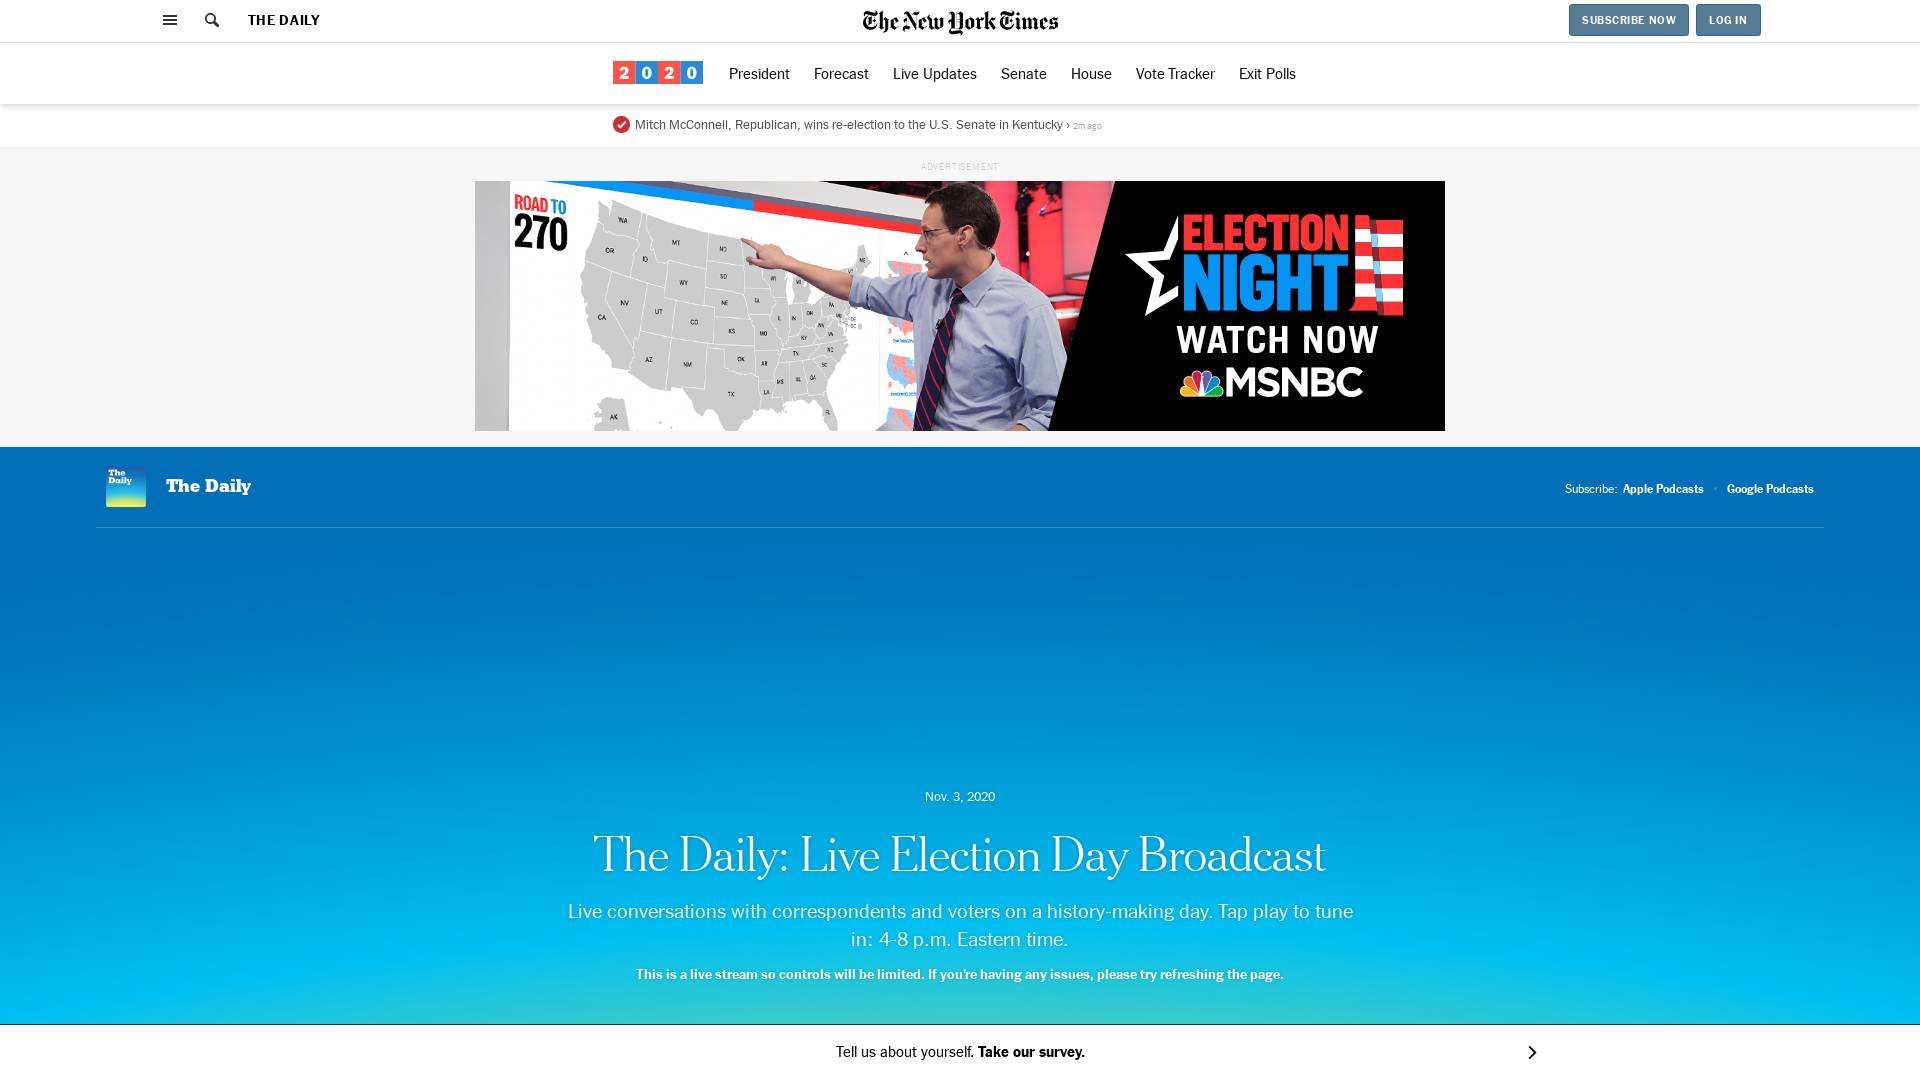 THE DAILY
The New York Times
SUBSCRIBE NOW
LOG IN
2020
President
Forecast
Live Updates
Senate
House
Vote Tracker
Exit Polls
Mitch McConnell, Republican, wins re-election to the U.S. Senate in Kentucky › 2m ago
ADVERTISEMENT
ROAD TO
270
WA
OR
ID
MT
ND
SD
WY
NV
UT
CO
CA
AZ
NM
NE
KS
OK
TX
IA
MO
AR
LA
WI
IL
IN
OH
KY
TN
MS
AL
GA
FL
SC
NC
VA
PA
ME
AK
ELECTION
NIGHT
WATCH NOW
MSNBC
The
Daily
The Daily
Subscribe: Apple Podcasts • Google Podcasts
Nov. 3, 2020
The Daily: Live Election Day Broadcast
Live conversations with correspondents and voters on a history-making day. Tap play to tune
in: 4-8 p.m. Eastern time.
This is a live stream so controls will be limited. If you're having any issues, please try refreshing the page.
Tell us about yourself. Take our survey.